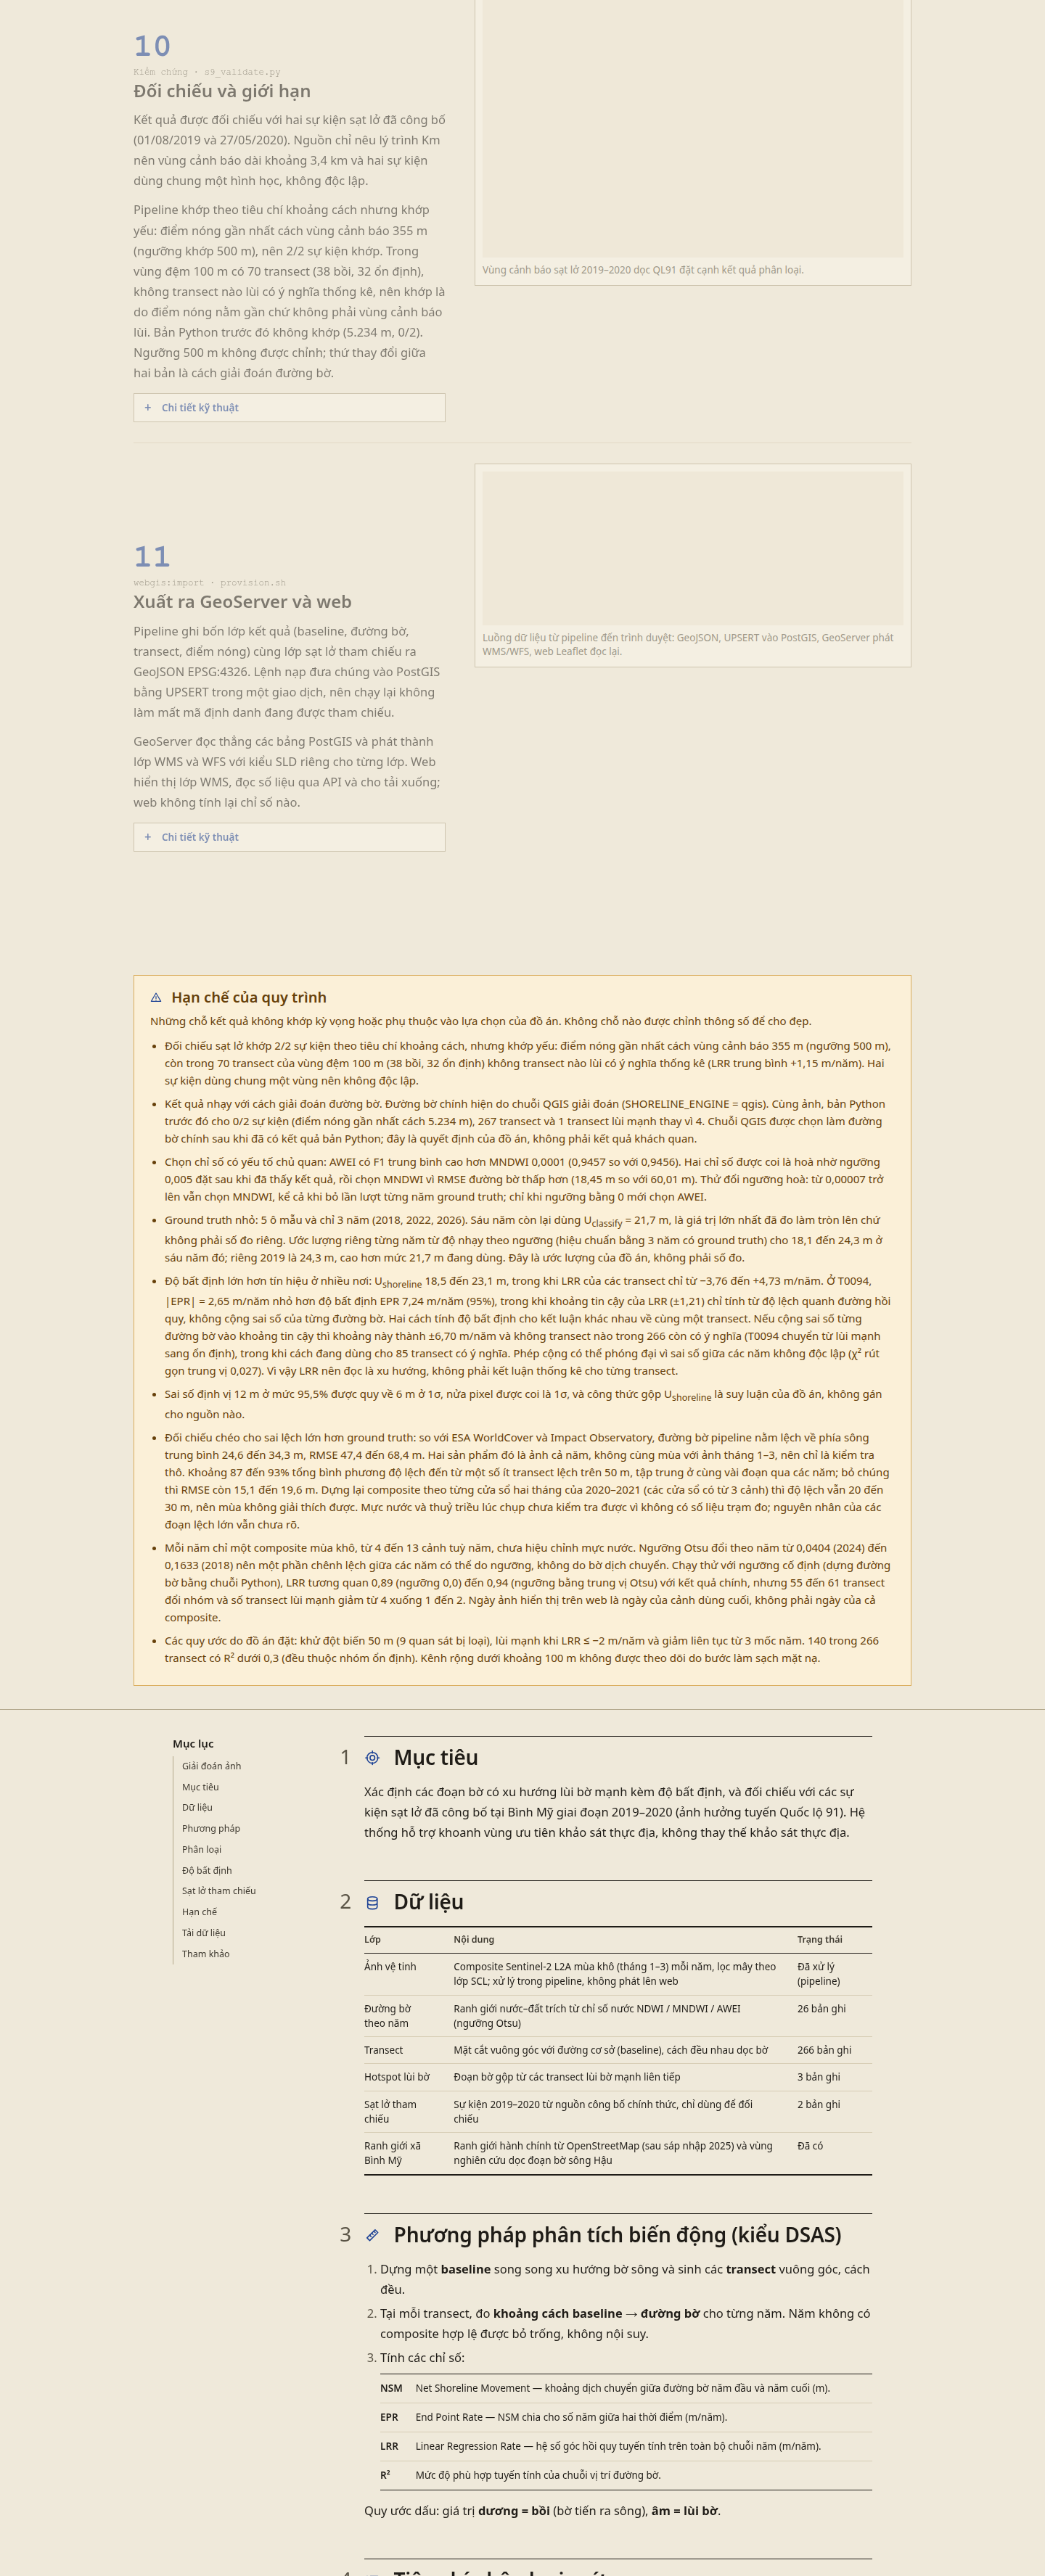 10
Kiểm chứng · s9_validate.py
Đối chiếu và giới hạn
Kết quả được đối chiếu với hai sự kiện sạt lở đã công bố
(01/08/2019 và 27/05/2020). Nguồn chỉ nêu lý trình Km
nên vùng cảnh báo dài khoảng 3,4 km và hai sự kiện
dùng chung một hình học, không độc lập.
Pipeline khớp theo tiêu chí khoảng cách nhưng khớp
yếu: điểm nóng gần nhất cách vùng cảnh báo 355 m
(ngưỡng khớp 500 m), nên 2/2 sự kiện khớp. Trong
vùng đệm 100 m có 70 transect (38 bồi, 32 ổn định),
không transect nào lùi có ý nghĩa thống kê, nên khớp là
do điểm nóng nằm gần chứ không phải vùng cảnh báo
lùi. Bản Python trước đó không khớp (5.234 m, 0/2).
Ngưỡng 500 m không được chỉnh; thứ thay đổi giữa
hai bản là cách giải đoán đường bờ.
+ Chi tiết kỹ thuật
Vùng cảnh báo sạt lở 2019–2020 dọc QL91 đặt cạnh kết quả phân loại.
11
webgis:import · provision.sh
Xuất ra GeoServer và web
Pipeline ghi bốn lớp kết quả (baseline, đường bờ,
transect, điểm nóng) cùng lớp sạt lở tham chiếu ra
GeoJSON EPSG:4326. Lệnh nạp đưa chúng vào PostGIS
bằng UPSERT trong một giao dịch, nên chạy lại không
làm mất mã định danh đang được tham chiếu.
GeoServer đọc thẳng các bảng PostGIS và phát thành
lớp WMS và WFS với kiểu SLD riêng cho từng lớp. Web
hiển thị lớp WMS, đọc số liệu qua API và cho tải xuống;
web không tính lại chỉ số nào.
+ Chi tiết kỹ thuật
Luồng dữ liệu từ pipeline đến trình duyệt: GeoJSON, UPSERT vào PostGIS, GeoServer phát
WMS/WFS, web Leaflet đọc lại.
Hạn chế của quy trình
Những chỗ kết quả không khớp kỳ vọng hoặc phụ thuộc vào lựa chọn của đồ án. Không chỗ nào được chỉnh thông số để cho đẹp.
• Đối chiếu sạt lở khớp 2/2 sự kiện theo tiêu chí khoảng cách, nhưng khớp yếu: điểm nóng gần nhất cách vùng cảnh báo 355 m (ngưỡng 500 m),
còn trong 70 transect của vùng đệm 100 m (38 bồi, 32 ổn định) không transect nào lùi có ý nghĩa thống kê (LRR trung bình +1,15 m/năm). Hai
sự kiện dùng chung một vùng nên không độc lập.
• Kết quả nhạy với cách giải đoán đường bờ. Đường bờ chính hiện do chuỗi QGIS giải đoán (SHORELINE_ENGINE = qgis). Cùng ảnh, bản Python
trước đó cho 0/2 sự kiện (điểm nóng gần nhất cách 5.234 m), 267 transect và 1 transect lùi mạnh thay vì 4. Chuỗi QGIS được chọn làm đường
bờ chính sau khi đã có kết quả bản Python; đây là quyết định của đồ án, không phải kết quả khách quan.
• Chọn chỉ số có yếu tố chủ quan: AWEI có F1 trung bình cao hơn MNDWI 0,0001 (0,9457 so với 0,9456). Hai chỉ số được coi là hoà nhờ ngưỡng
0,005 đặt sau khi đã thấy kết quả, rồi chọn MNDWI vì RMSE đường bờ thấp hơn (18,45 m so với 60,01 m). Thử đổi ngưỡng hoà: từ 0,00007 trở
lên vẫn chọn MNDWI, kể cả khi bỏ lần lượt từng năm ground truth; chỉ khi ngưỡng bằng 0 mới chọn AWEI.
• Ground truth nhỏ: 5 ô mẫu và chỉ 3 năm (2018, 2022, 2026). Sáu năm còn lại dùng Uclassify = 21,7 m, là giá trị lớn nhất đã đo làm tròn lên chứ
không phải số đo riêng. Ước lượng riêng từng năm từ độ nhạy theo ngưỡng (hiệu chuẩn bằng 3 năm có ground truth) cho 18,1 đến 24,3 m ở
sáu năm đó; riêng 2019 là 24,3 m, cao hơn mức 21,7 m đang dùng. Đây là ước lượng của đồ án, không phải số đo.
• Độ bất định lớn hơn tín hiệu ở nhiều nơi: Ushoreline 18,5 đến 23,1 m, trong khi LRR của các transect chỉ từ −3,76 đến +4,73 m/năm. Ở T0094,
|EPR| = 2,65 m/năm nhỏ hơn độ bất định EPR 7,24 m/năm (95%), trong khi khoảng tin cậy của LRR (±1,21) chỉ tính từ độ lệch quanh đường hồi
quy, không cộng sai số của từng đường bờ. Hai cách tính độ bất định cho kết luận khác nhau về cùng một transect. Nếu cộng sai số từng
đường bờ vào khoảng tin cậy thì khoảng này thành ±6,70 m/năm và không transect nào trong 266 còn có ý nghĩa (T0094 chuyển từ lùi mạnh
sang ổn định), trong khi cách đang dùng cho 85 transect có ý nghĩa. Phép cộng có thể phóng đại vì sai số giữa các năm không độc lập (χ² rút
gọn trung vị 0,027). Vì vậy LRR nên đọc là xu hướng, không phải kết luận thống kê cho từng transect.
• Sai số định vị 12 m ở mức 95,5% được quy về 6 m ở 1σ, nửa pixel được coi là 1σ, và công thức gộp Ushoreline là suy luận của đồ án, không gán
cho nguồn nào.
• Đối chiếu chéo cho sai lệch lớn hơn ground truth: so với ESA WorldCover và Impact Observatory, đường bờ pipeline nằm lệch về phía sông
trung bình 24,6 đến 34,3 m, RMSE 47,4 đến 68,4 m. Hai sản phẩm đó là ảnh cả năm, không cùng mùa với ảnh tháng 1–3, nên chỉ là kiểm tra
thô. Khoảng 87 đến 93% tổng bình phương độ lệch đến từ một số ít transect lệch trên 50 m, tập trung ở cùng vài đoạn qua các năm; bỏ chúng
thì RMSE còn 15,1 đến 19,6 m. Dựng lại composite theo từng cửa sổ hai tháng của 2020–2021 (các cửa sổ có từ 3 cảnh) thì độ lệch vẫn 20 đến
30 m, nên mùa không giải thích được. Mực nước và thuỷ triều lúc chụp chưa kiểm tra được vì không có số liệu trạm đo; nguyên nhân của các
đoạn lệch lớn vẫn chưa rõ.
• Mỗi năm chỉ một composite mùa khô, từ 4 đến 13 cảnh tuỳ năm, chưa hiệu chỉnh mực nước. Ngưỡng Otsu đổi theo năm từ 0,0404 (2024) đến
0,1633 (2018) nên một phần chênh lệch giữa các năm có thể do ngưỡng, không do bờ dịch chuyển. Chạy thử với ngưỡng cố định (dựng đường
bờ bằng chuỗi Python), LRR tương quan 0,89 (ngưỡng 0,0) đến 0,94 (ngưỡng bằng trung vị Otsu) với kết quả chính, nhưng 55 đến 61 transect
đổi nhóm và số transect lùi mạnh giảm từ 4 xuống 1 đến 2. Ngày ảnh hiển thị trên web là ngày của cảnh dùng cuối, không phải ngày của cả
composite.
• Các quy ước do đồ án đặt: khử đột biến 50 m (9 quan sát bị loại), lùi mạnh khi LRR ≤ −2 m/năm và giảm liên tục từ 3 mốc năm. 140 trong 266
transect có R² dưới 0,3 (đều thuộc nhóm ổn định). Kênh rộng dưới khoảng 100 m không được theo dõi do bước làm sạch mặt nạ.
Mục lục
Giải đoán ảnh
Mục tiêu
Dữ liệu
Phương pháp
Phân loại
Độ bất định
Sạt lở tham chiếu
Hạn chế
Tải dữ liệu
Tham khảo
1 Mục tiêu
Xác định các đoạn bờ có xu hướng lùi bờ mạnh kèm độ bất định, và đối chiếu với các sự
kiện sạt lở đã công bố tại Bình Mỹ giai đoạn 2019–2020 (ảnh hưởng tuyến Quốc lộ 91). Hệ
thống hỗ trợ khoanh vùng ưu tiên khảo sát thực địa, không thay thế khảo sát thực địa.
2 Dữ liệu
Lớp Nội dung Trạng thái
Ảnh vệ tinh Composite Sentinel-2 L2A mùa khô (tháng 1–3) mỗi năm, lọc mây theo Đã xử lý
lớp SCL; xử lý trong pipeline, không phát lên web (pipeline)
Đường bờ Ranh giới nước–đất trích từ chỉ số nước NDWI / MNDWI / AWEI 26 bản ghi
theo năm (ngưỡng Otsu)
Transect Mặt cắt vuông góc với đường cơ sở (baseline), cách đều nhau dọc bờ 266 bản ghi
Hotspot lùi bờ Đoạn bờ gộp từ các transect lùi bờ mạnh liên tiếp 3 bản ghi
Sạt lở tham Sự kiện 2019–2020 từ nguồn công bố chính thức, chỉ dùng để đối 2 bản ghi
chiếu chiếu
Ranh giới xã Ranh giới hành chính từ OpenStreetMap (sau sáp nhập 2025) và vùng Đã có
Bình Mỹ nghiên cứu dọc đoạn bờ sông Hậu
3 Phương pháp phân tích biến động (kiểu DSAS)
1. Dựng một baseline song song xu hướng bờ sông và sinh các transect vuông góc, cách
đều.
2. Tại mỗi transect, đo khoảng cách baseline → đường bờ cho từng năm. Năm không có
composite hợp lệ được bỏ trống, không nội suy.
3. Tính các chỉ số:
NSM Net Shoreline Movement — khoảng dịch chuyển giữa đường bờ năm đầu và năm cuối (m).
EPR End Point Rate — NSM chia cho số năm giữa hai thời điểm (m/năm).
LRR Linear Regression Rate — hệ số góc hồi quy tuyến tính trên toàn bộ chuỗi năm (m/năm).
R² Mức độ phù hợp tuyến tính của chuỗi vị trí đường bờ.
Quy ước dấu: giá trị dương = bồi (bờ tiến ra sông), âm = lùi bờ.